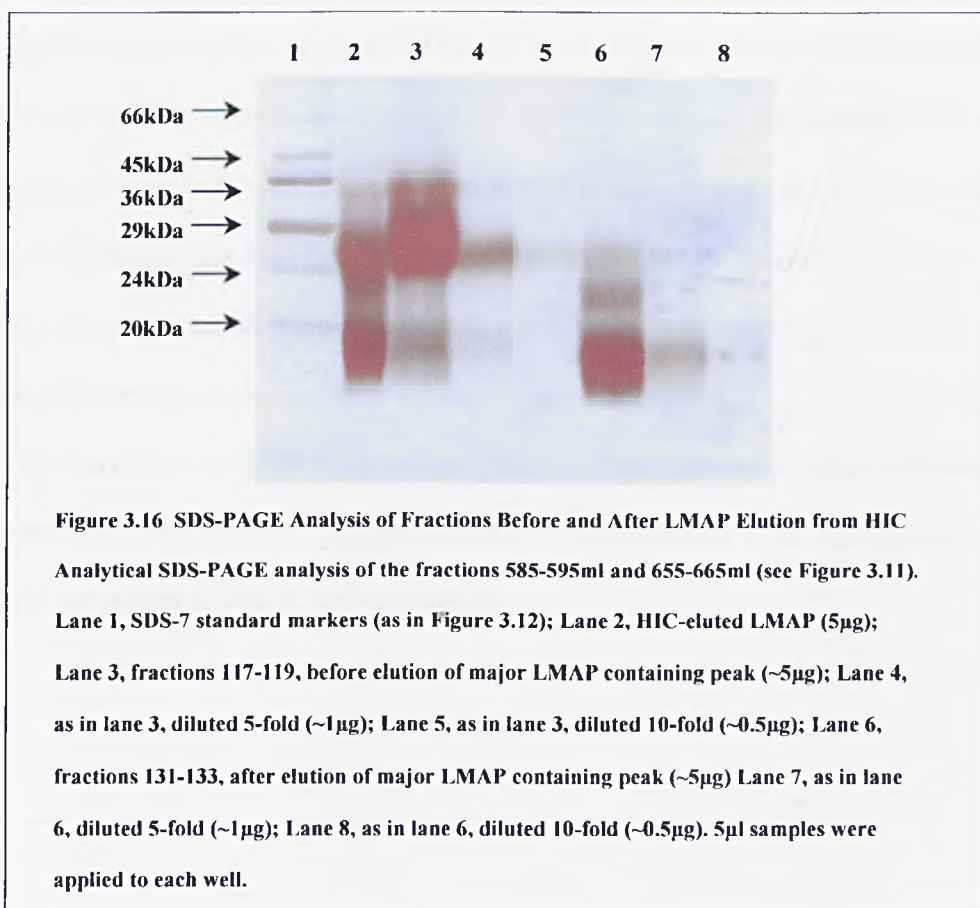 1 2 3 4 5 6 7 8
66kDa
45kDa
36kDa
29kDa
24kDa
20kDa
Figure 3.16 SDS-PAGE Analysis of Fractions Before and After LMAP Elution from HIC
Analytical SDS-PAGE analysis of the fractions 585-595ml and 655-665ml (see Figure 3.11).
Lane 1, SDS-7 standard markers (as in Figure 3.12); Lane 2, HIC-eluted LMAP (5µg);
Lane 3, fractions 117-119, before elution of major LMAP containing peak (~5µg); Lane 4,
as in lane 3, diluted 5-fold (~1µg); Lane 5, as in lane 3, diluted 10-fold (~0.5µg); Lane 6,
fractions 131-133, after elution of major LMAP containing peak (~5µg) Lane 7, as in lane
6, diluted 5-fold (~1µg); Lane 8, as in lane 6, diluted 10-fold (~0.5µg). 5µl samples were
applied to each well.